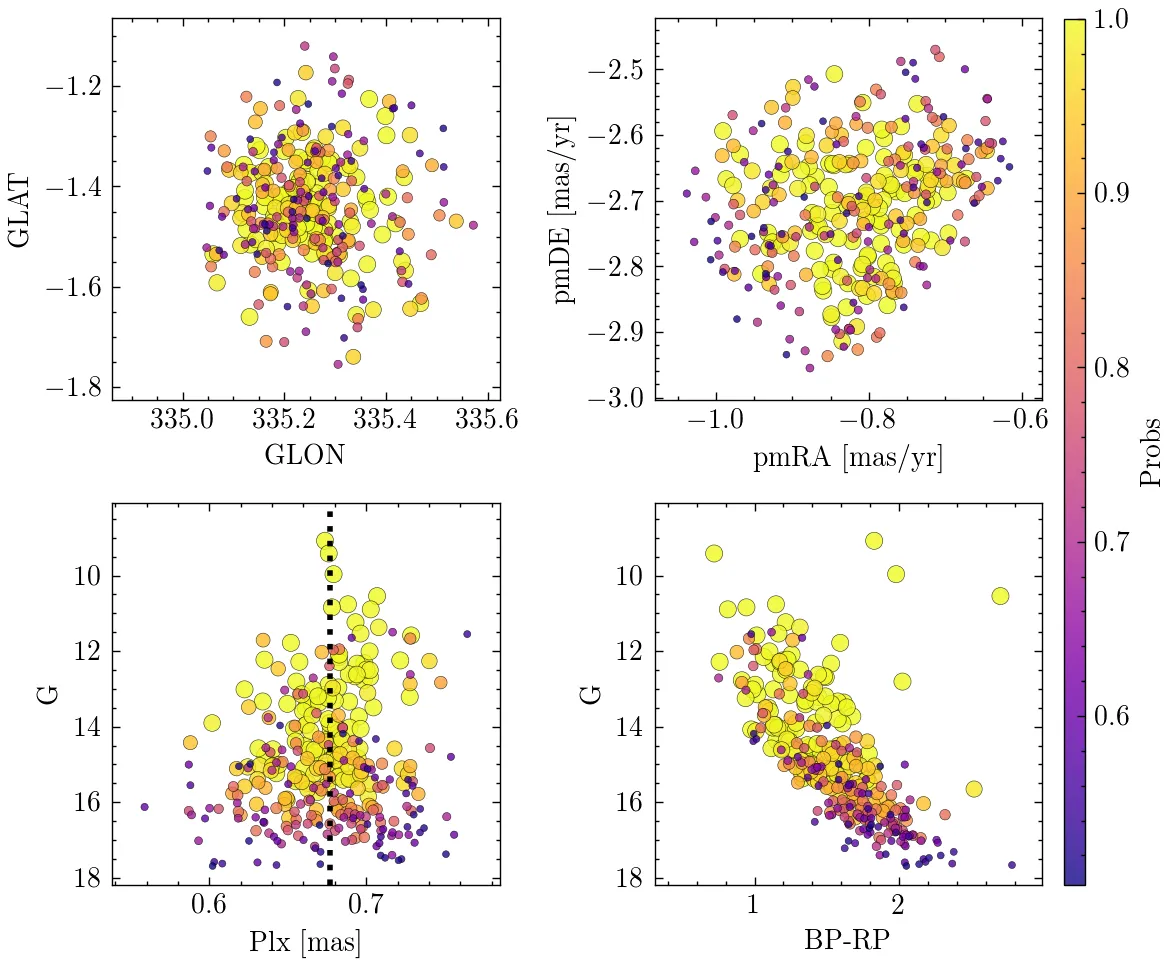 −1.2
−1.4
−1.6
−1.8
GLAT
335.0 335.2 335.4 335.6
GLON
−2.5
−2.6
−2.7
−2.8
−2.9
−3.0
pmDE [mas/yr]
−1.0 −0.8 −0.6
pmRA [mas/yr]
1.0
0.9
0.8
0.7
0.6
Probs
10
12
14
16
18
G
0.6 0.7
Plx [mas]
10
12
14
16
18
G
1 2
BP-RP